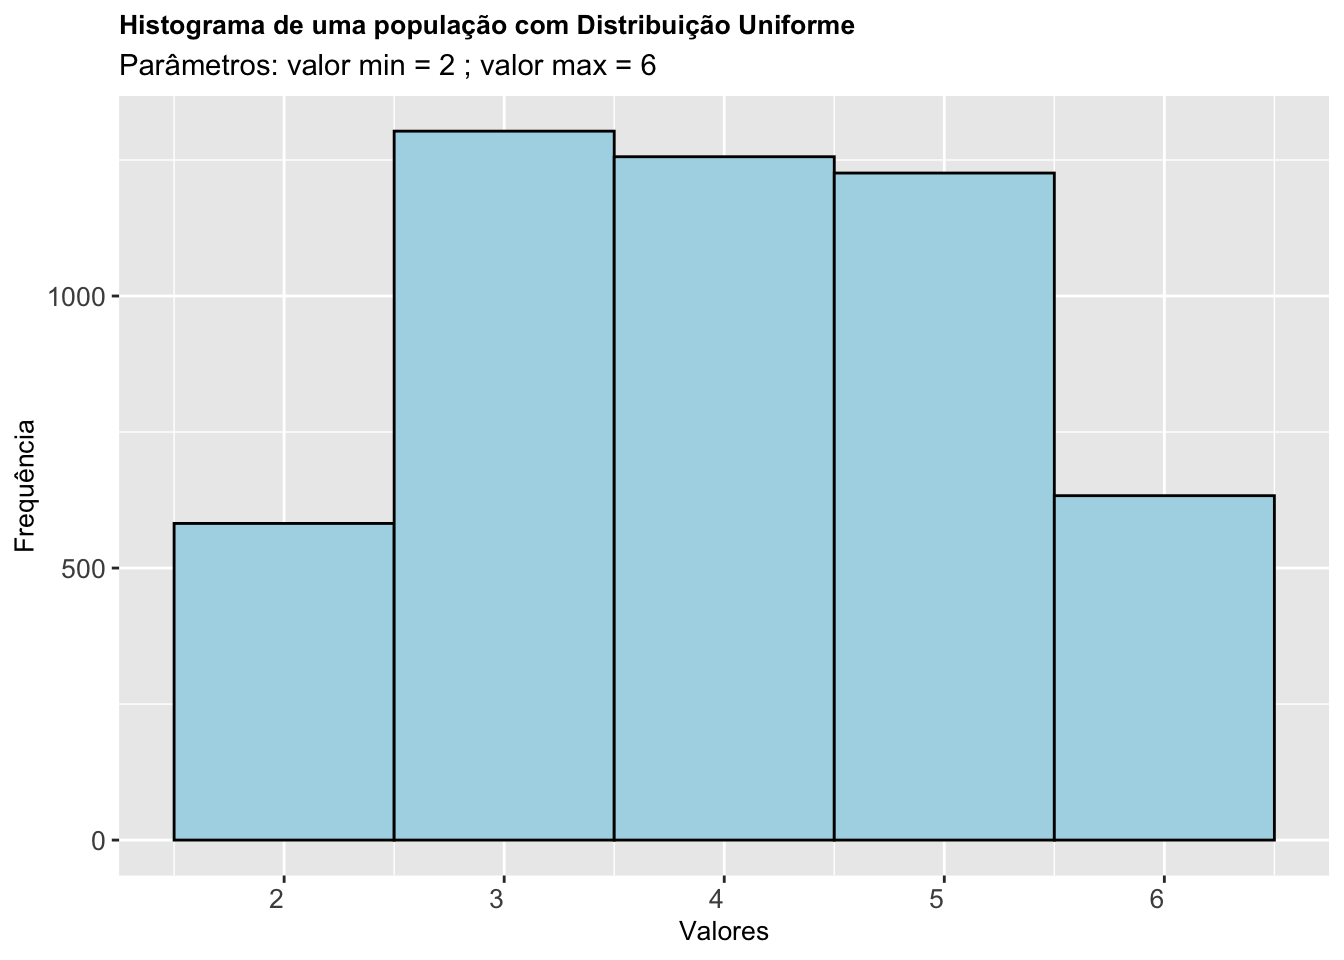 Histograma de uma população com Distribuição Uniforme
Parâmetros: valor min = 2 ; valor max = 6
Frequência
1000
500
0
2 3 4 5 6
Valores